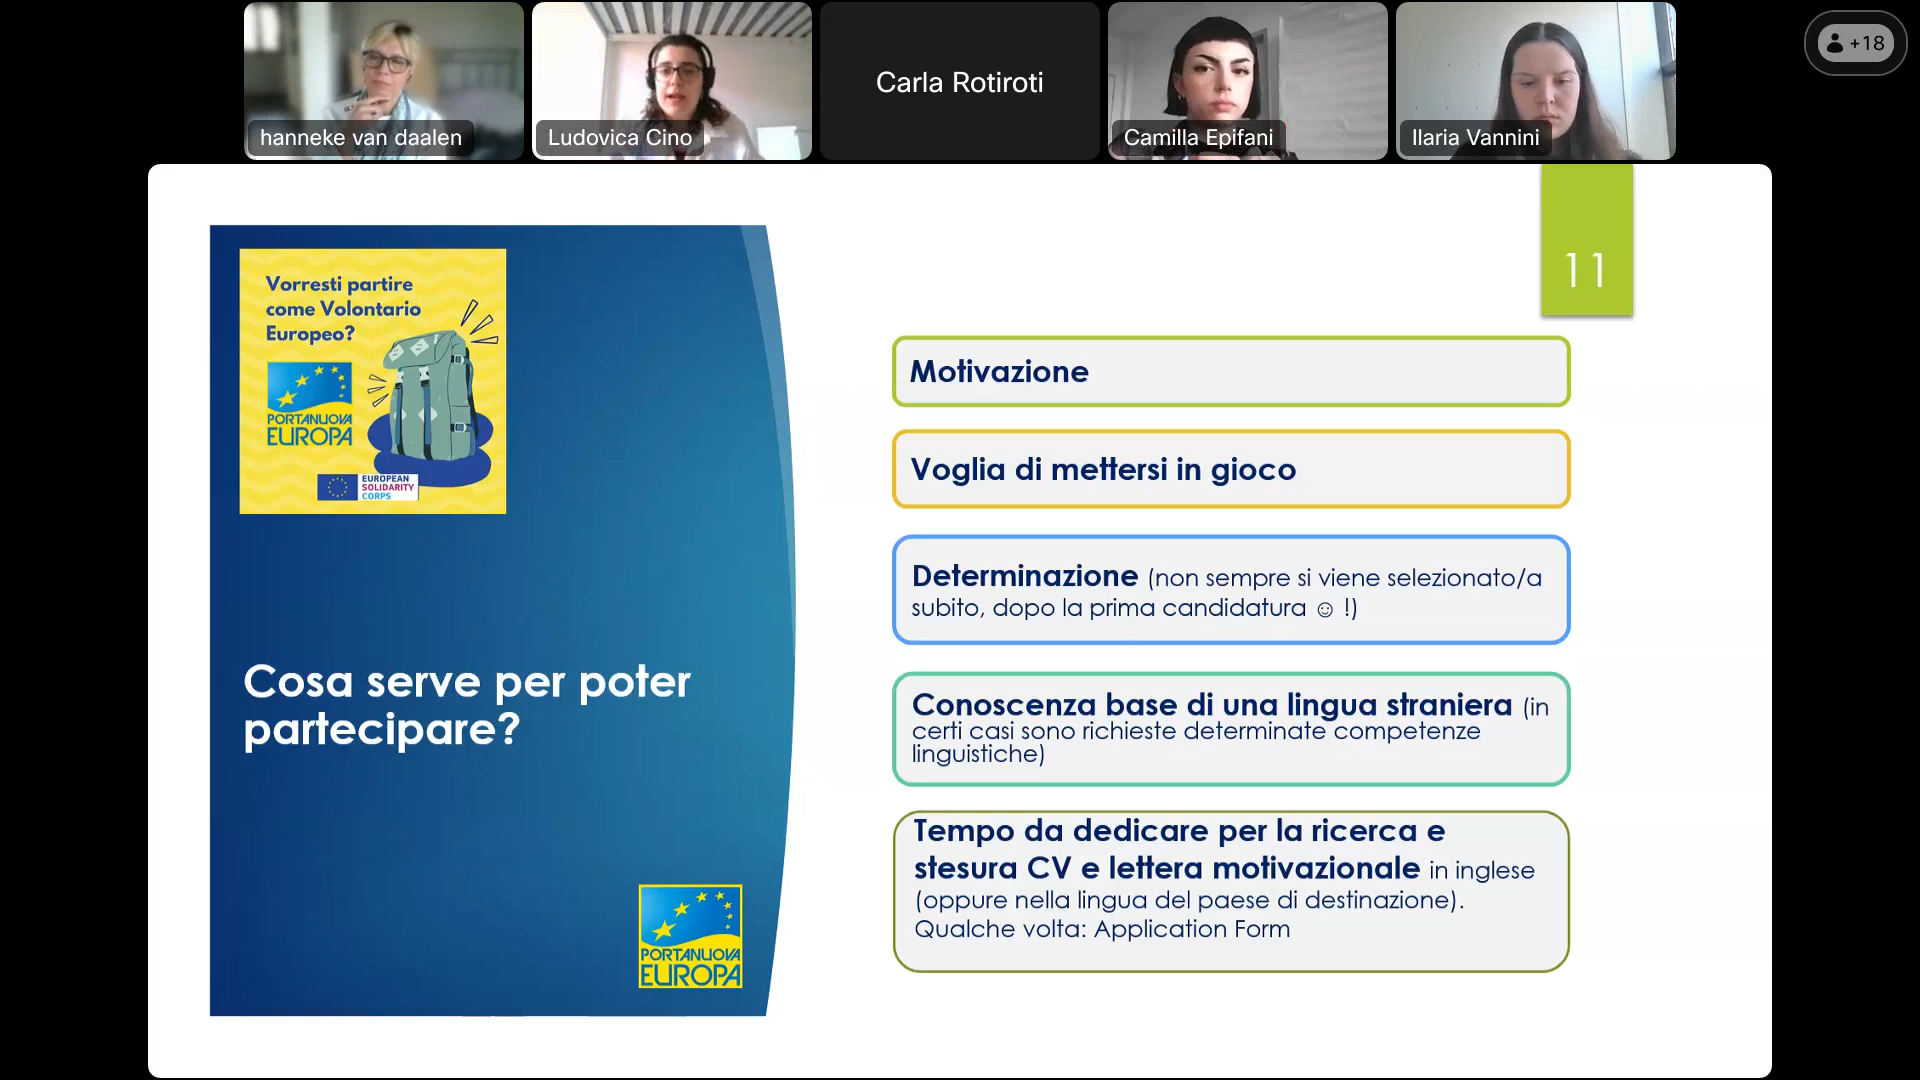 +18
hanneke van daalen
Ludovica Cino
Carla Rotiroti
Camilla Epifani
Ilaria Vannini
11
Vorresti partire
come Volontario
Europeo?
PORTANUOVA
EUROPA
EUROPEAN
SOLIDARITY
CORPS
Cosa serve per poter
partecipare?
PORTANUOVA
EUROPA
Motivazione
Voglia di mettersi in gioco
Determinazione (non sempre si viene selezionato/a
subito, dopo la prima candidatura ☺ !)
Conoscenza base di una lingua straniera (in
certi casi sono richieste determinate competenze
linguistiche)
Tempo da dedicare per la ricerca e
stesura CV e lettera motivazionale in inglese
(oppure nella lingua del paese di destinazione).
Qualche volta: Application Form